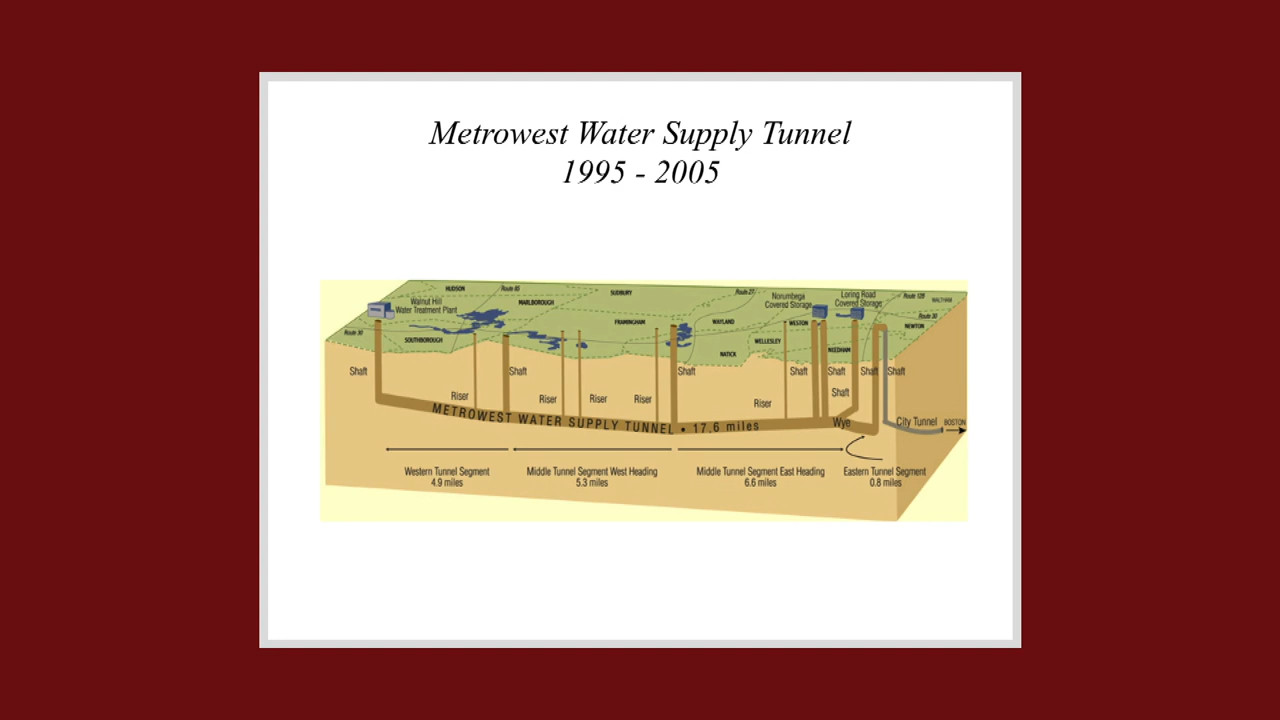 Metrowest Water Supply Tunnel
1995 - 2005
HUDSON
Route 85
SUDBURY
Route 27
Norumbega
Covered Storage
Loring Road
Covered Storage
Route 128
WALTHAM
Walnut Hill
Water Treatment Plant
MARLBOROUGH
Route 30
FRAMINGHAM
WAYLAND
WESTON
Route 30
NEWTON
SOUTHBOROUGH
NATICK
WELLESLEY
NEEDHAM
Shaft
Shaft
Shaft
Shaft
Shaft
Shaft
Shaft
Shaft
Riser
Riser
Riser
Riser
Riser
METROWEST WATER SUPPLY TUNNEL • 17.6 miles
Wye
City Tunnel
BOSTON
Western Tunnel Segment
4.9 miles
Middle Tunnel Segment West Heading
5.3 miles
Middle Tunnel Segment East Heading
6.6 miles
Eastern Tunnel Segment
0.8 miles